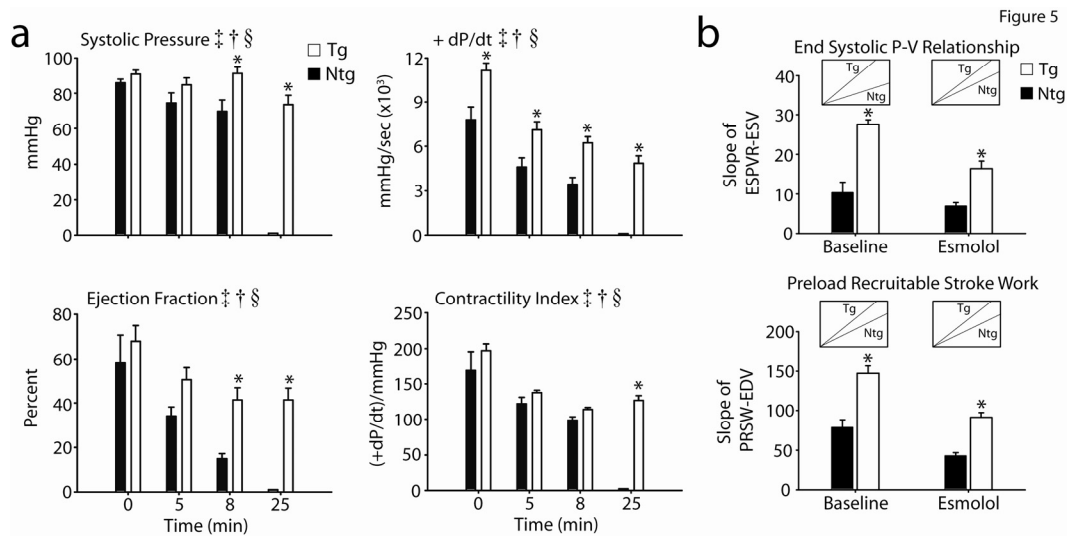 Figure 5
a
Systolic Pressure ‡ † §
Tg
Ntg
mmHg
100
80
60
40
20
0
*
*
+ dP/dt ‡ † §
mmHg/sec (x10³)
12
9
6
3
0
*
*
*
*
Ejection Fraction ‡ † §
Percent
80
60
40
20
0
*
*
0 5 8 25
Time (min)
Contractility Index ‡ † §
(+dP/dt)/mmHg
250
200
150
100
50
0
*
0 5 8 25
Time (min)
b
End Systolic P-V Relationship
Tg
Ntg
Tg
Ntg
Tg
Ntg
Slope of
ESPVR-ESV
40
30
20
10
0
*
*
Baseline Esmolol
Preload Recruitable Stroke Work
Tg
Ntg
Tg
Ntg
Slope of
PRSW-EDV
200
150
100
50
0
*
*
Baseline Esmolol